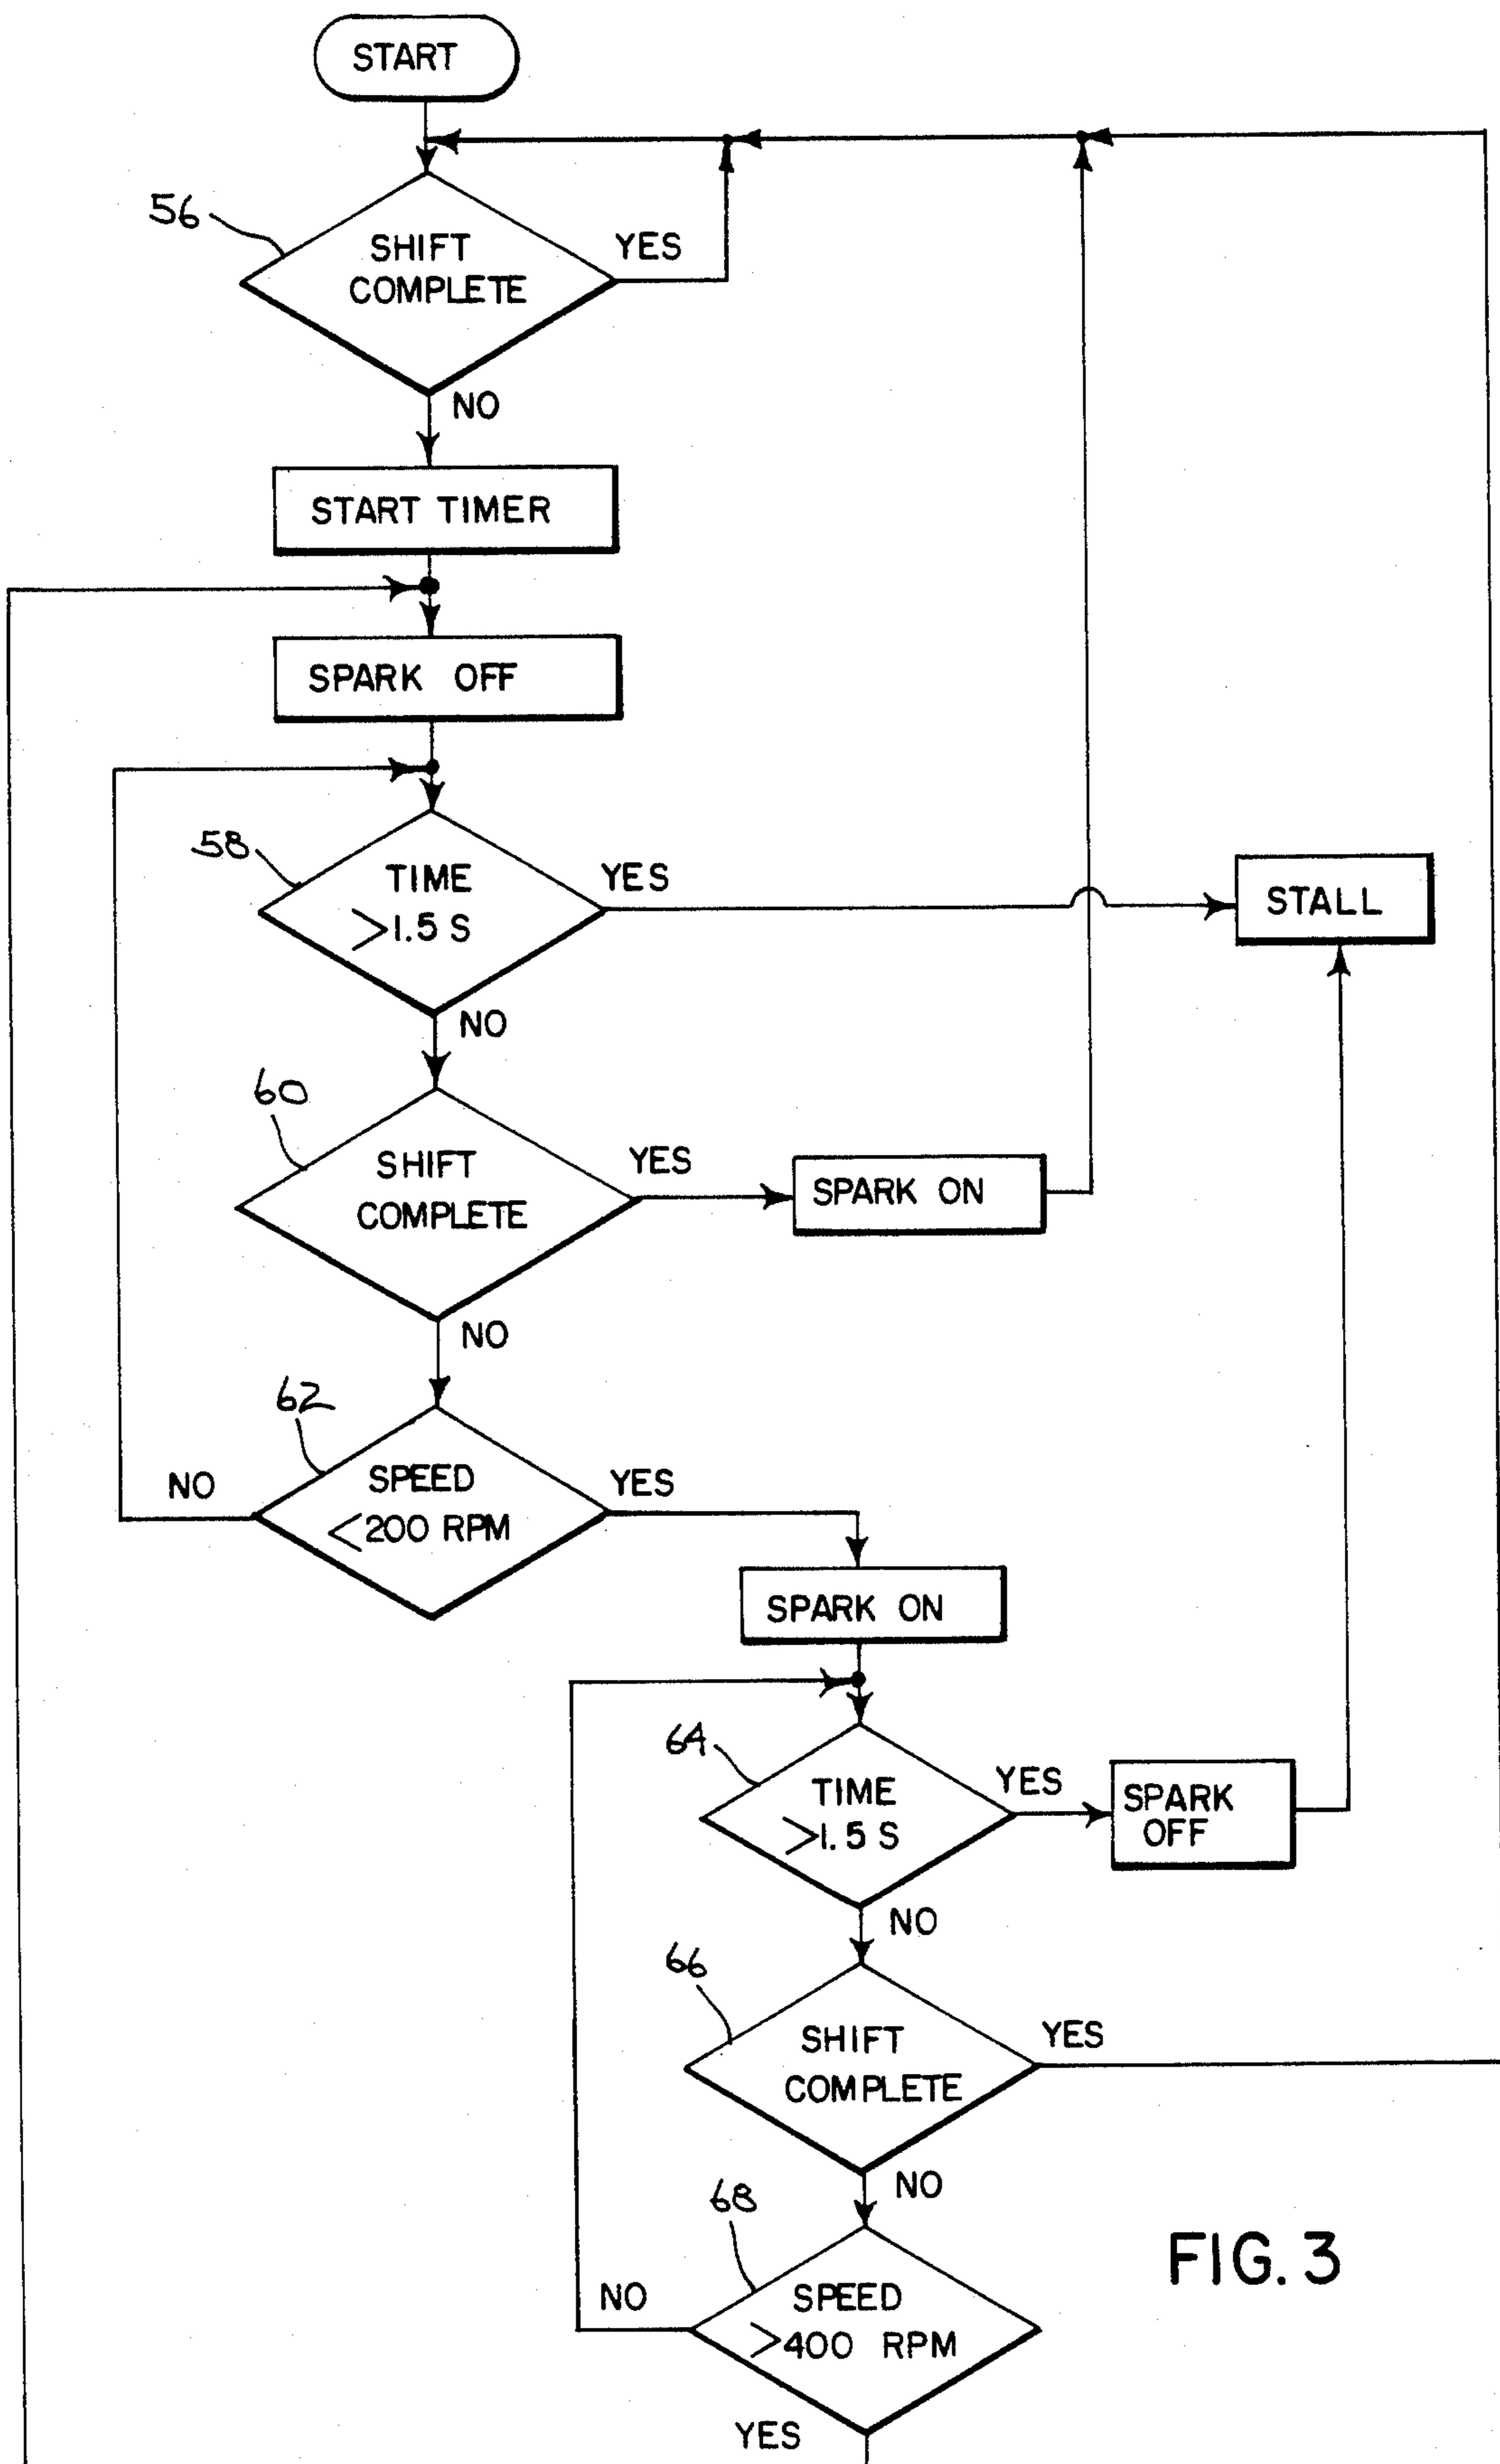 START
56
SHIFT
COMPLETE
YES
NO
START TIMER
SPARK OFF
58
TIME
>1.5 S
YES
STALL
NO
60
SHIFT
COMPLETE
YES
SPARK ON
NO
62
SPEED
<200 RPM
NO
YES
SPARK ON
64
TIME
>1.5 S
YES
SPARK
OFF
NO
66
SHIFT
COMPLETE
YES
NO
68
SPEED
>400 RPM
NO
YES
FIG. 3